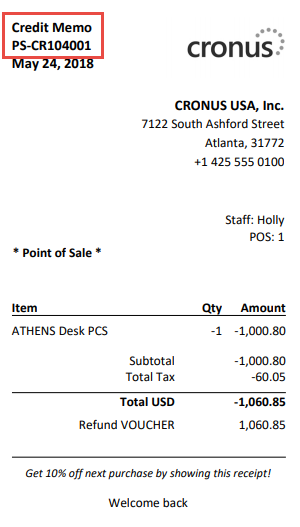 Credit Memo
PS-CR104001
May 24, 2018
cronus
CRONUS USA, Inc.
7122 South Ashford Street
Atlanta, 31772
+1 425 555 0100
Staff: Holly
POS: 1
* Point of Sale *
Item Qty Amount
ATHENS Desk PCS -1 -1,000.80
Subtotal -1,000.80
Total Tax -60.05
Total USD -1,060.85
Refund VOUCHER 1,060.85
Get 10% off next purchase by showing this receipt!
Welcome back